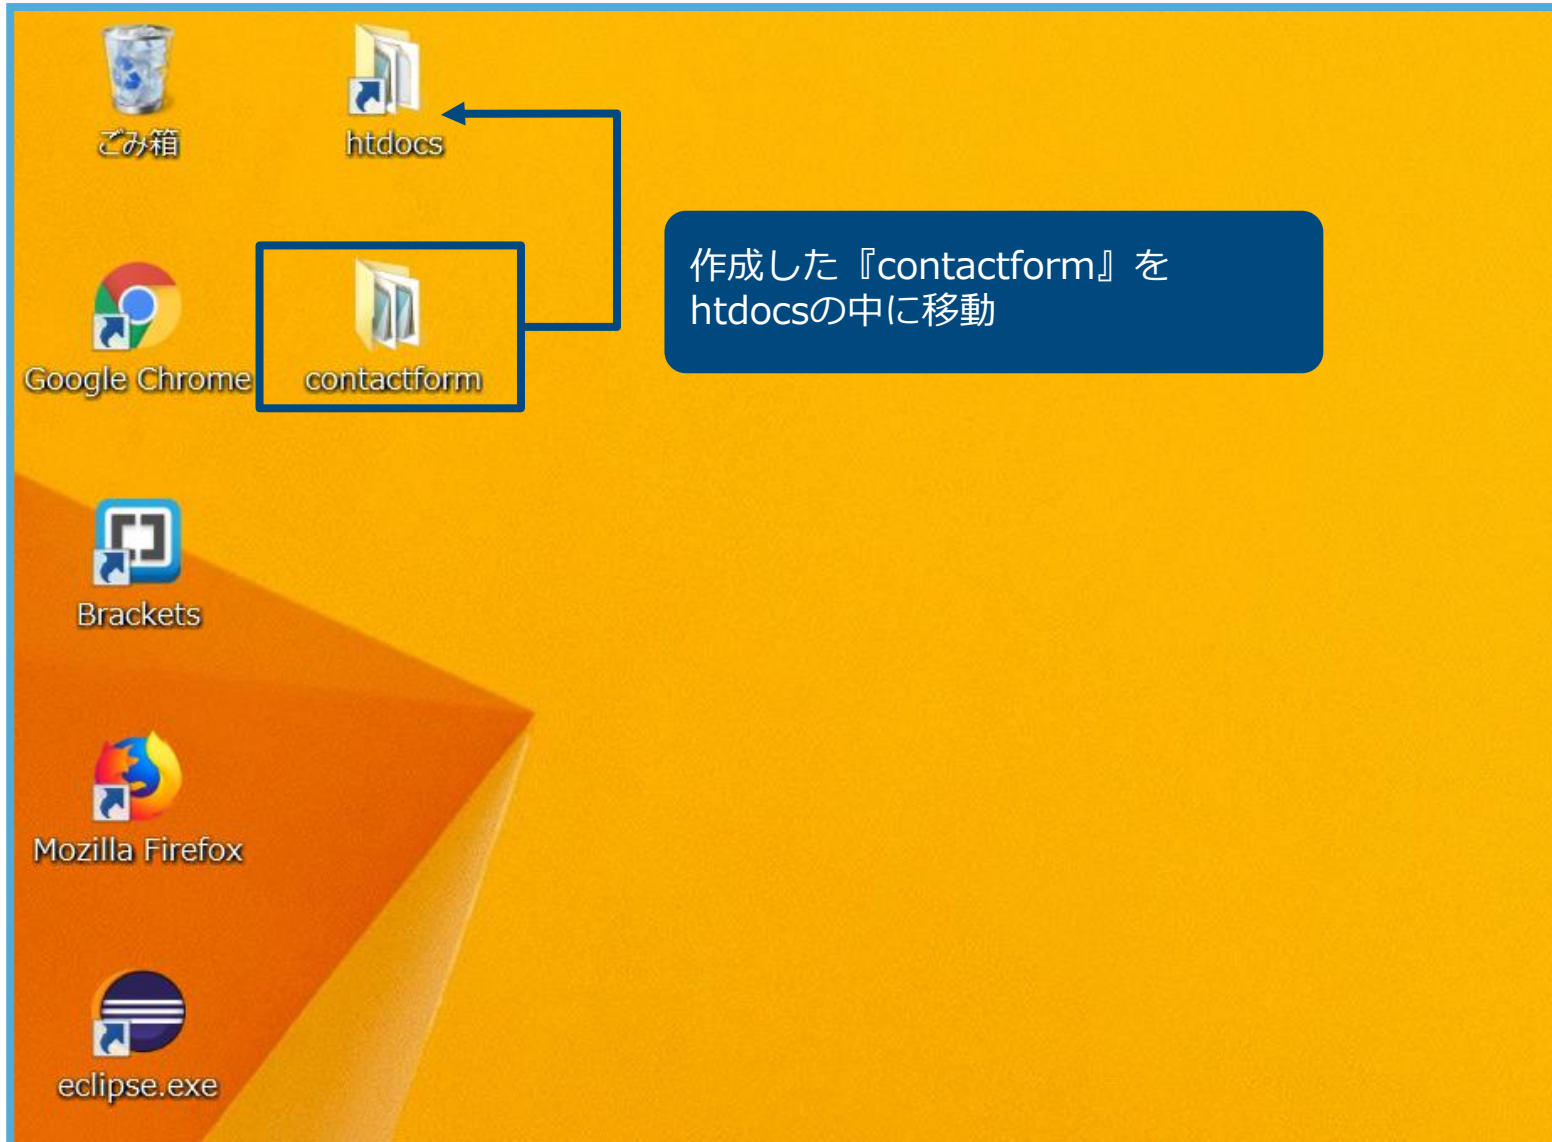 ごみ箱
htdocs
作成した『contactform』を
htdocsの中に移動
Google Chrome
contactform
Brackets
Mozilla Firefox
eclipse.exe